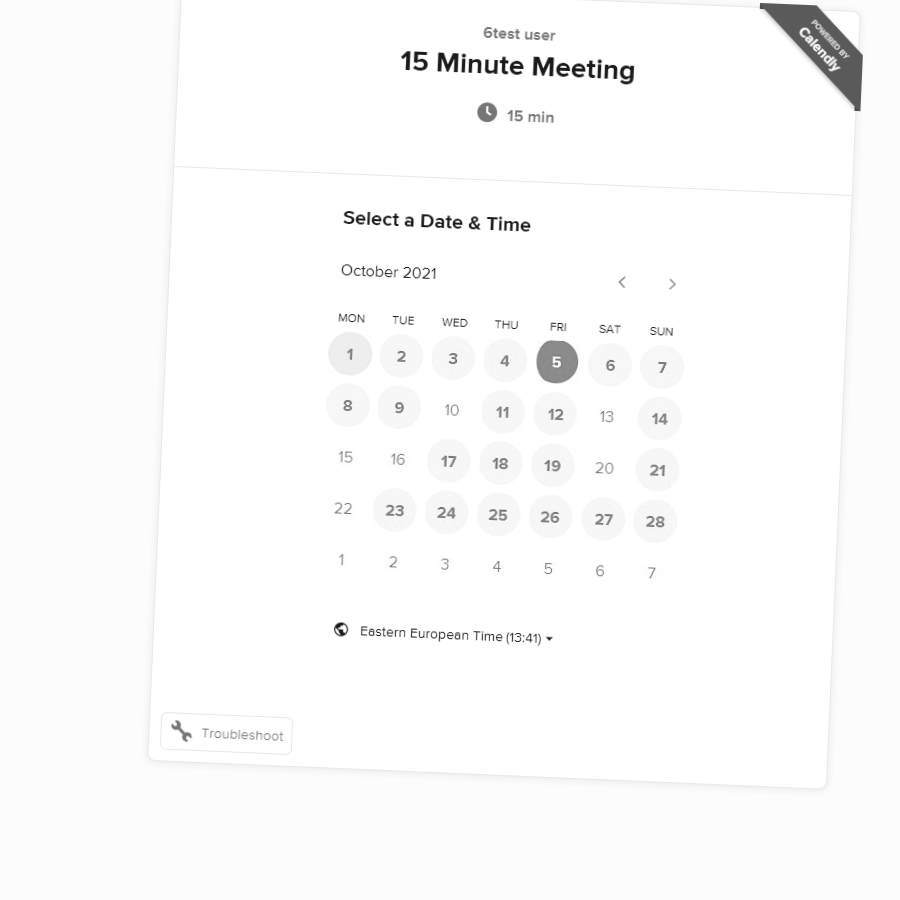 POWERED BY
Calendly
6test user
15 Minute Meeting
15 min
Select a Date & Time
October 2021
MON TUE WED THU FRI SAT SUN
1 2 3 4 5 6 7
8 9 10 11 12 13 14
15 16 17 18 19 20 21
22 23 24 25 26 27 28
1 2 3 4 5 6 7
Eastern European Time (13:41)
Troubleshoot